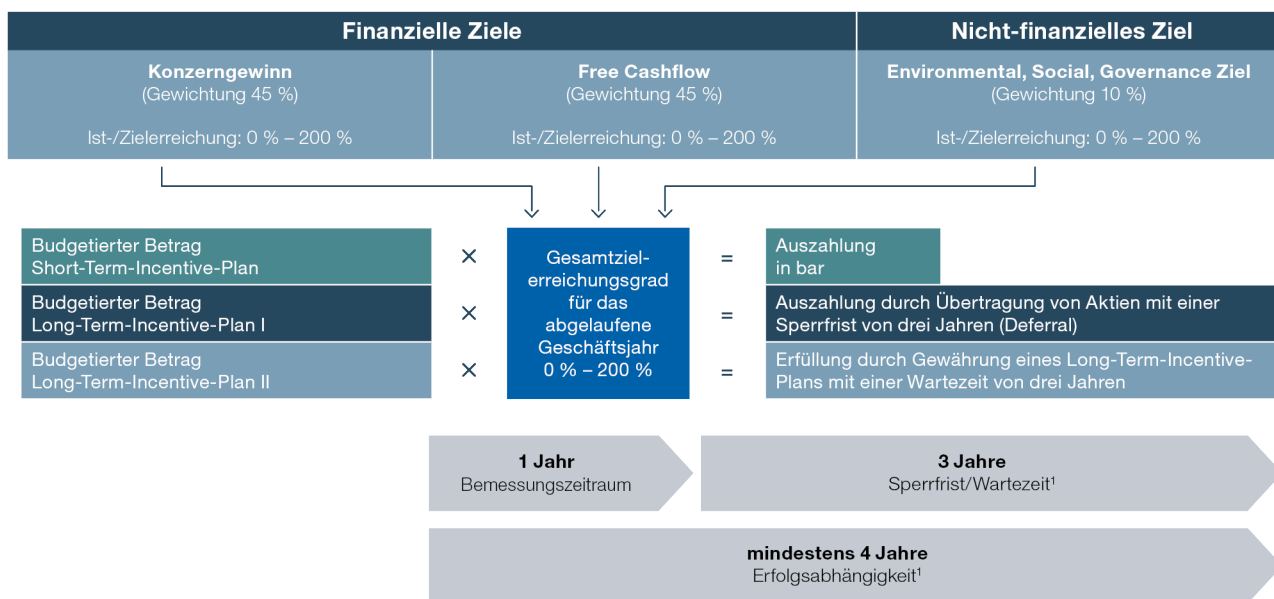 Finanzielle Ziele
Nicht-finanzielles Ziel
Konzerngewinn
(Gewichtung 45 %)
Ist-/Zielerreichung: 0 % – 200 %
Free Cashflow
(Gewichtung 45 %)
Ist-/Zielerreichung: 0 % – 200 %
Environmental, Social, Governance Ziel
(Gewichtung 10 %)
Ist-/Zielerreichung: 0 % – 200 %
Budgetierter Betrag
Short-Term-Incentive-Plan
×
Gesamtziel-
erreichungsgrad
für das
abgelaufene
Geschäftsjahr
0 % – 200 %
=
Auszahlung
in bar
Budgetierter Betrag
Long-Term-Incentive-Plan I
×
=
Auszahlung durch Übertragung von Aktien mit einer
Sperrfrist von drei Jahren (Deferral)
Budgetierter Betrag
Long-Term-Incentive-Plan II
×
=
Erfüllung durch Gewährung eines Long-Term-Incentive-
Plans mit einer Wartezeit von drei Jahren
1 Jahr
Bemessungszeitraum
3 Jahre
Sperrfrist/Wartezeit¹
mindestens 4 Jahre
Erfolgsabhängigkeit¹